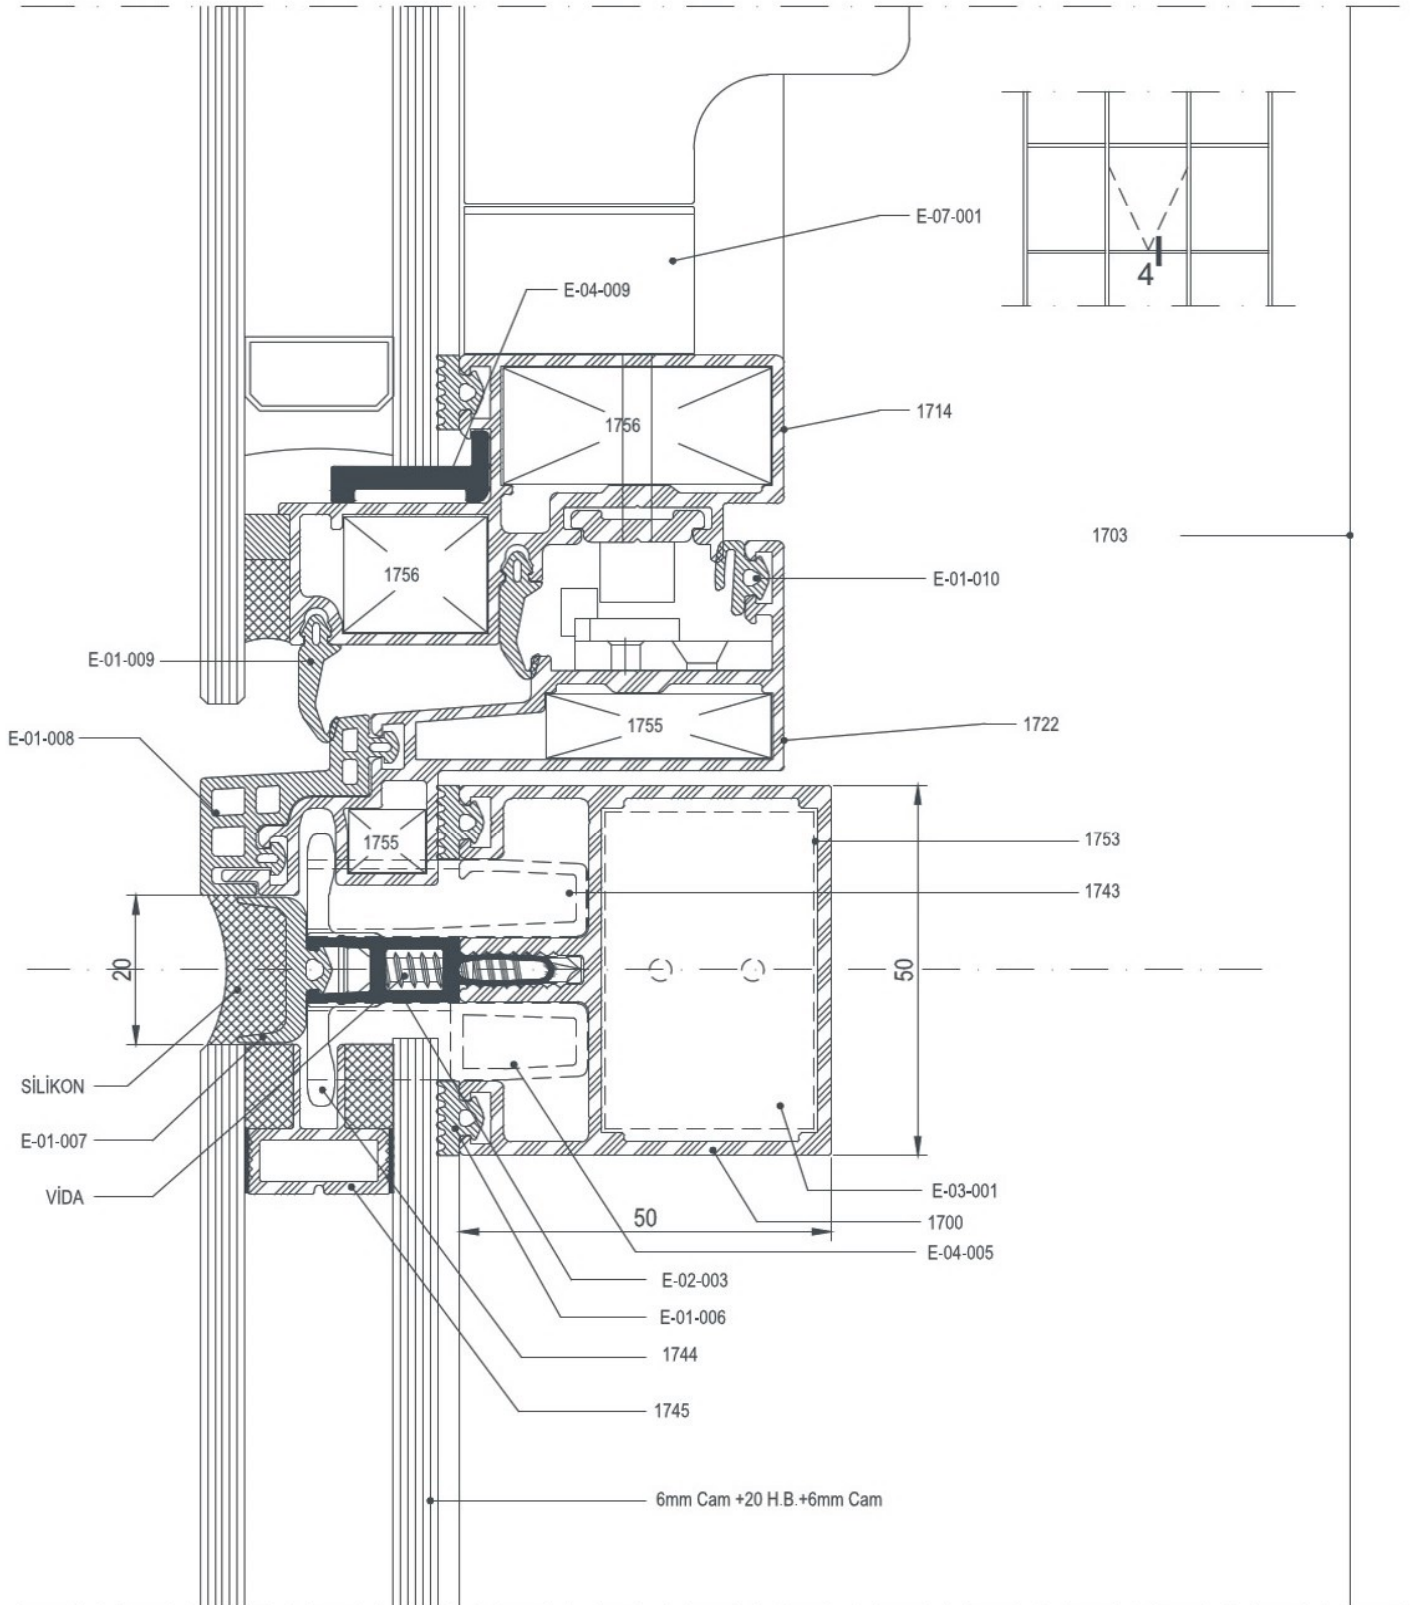 E-07-001
4
E-04-009
1714
1756
1703
1756
E-01-010
E-01-009
1722
1755
E-01-008
1753
1755
1743
20
50
SİLİKON
E-01-007
VİDA
E-03-001
50
1700
E-04-005
E-02-003
E-01-006
1744
1745
6mm Cam +20 H.B.+6mm Cam